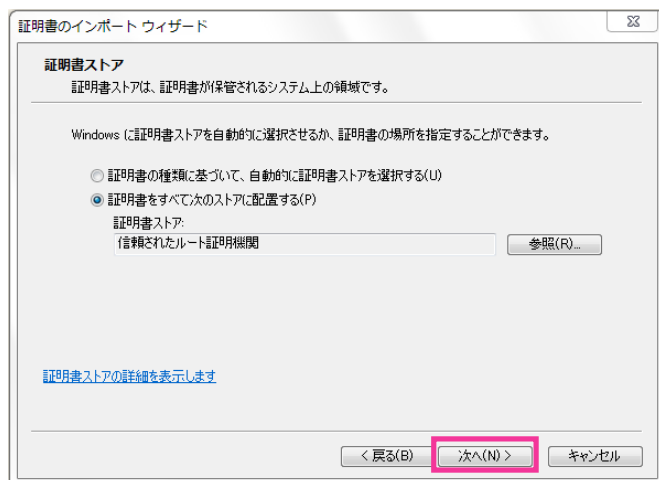 証明書のインポート ウィザード
証明書ストア
証明書ストアは、証明書が保管されるシステム上の領域です。
Windows に証明書ストアを自動的に選択させるか、証明書の場所を指定することができます。
証明書の種類に基づいて、自動的に証明書ストアを選択する(U)
証明書をすべて次のストアに配置する(P)
証明書ストア:
信頼されたルート証明機関
参照(R)...
証明書ストアの詳細を表示します
< 戻る(B)
次へ(N) >
キャンセル